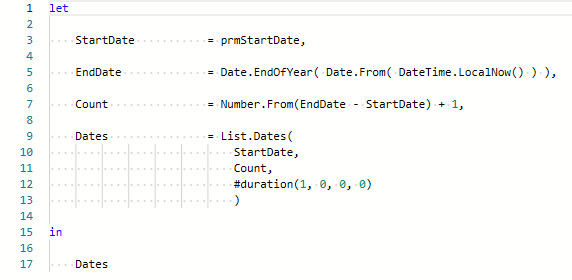 1 let
2
3 StartDate = prmStartDate,
4
5 EndDate = Date.EndOfYear( Date.From( DateTime.LocalNow() ) ),
6
7 Count = Number.From(EndDate - StartDate) + 1,
8
9 Dates = List.Dates(
10 StartDate,
11 Count,
12 #duration(1, 0, 0, 0)
13 )
14
15 in
16
17 Dates